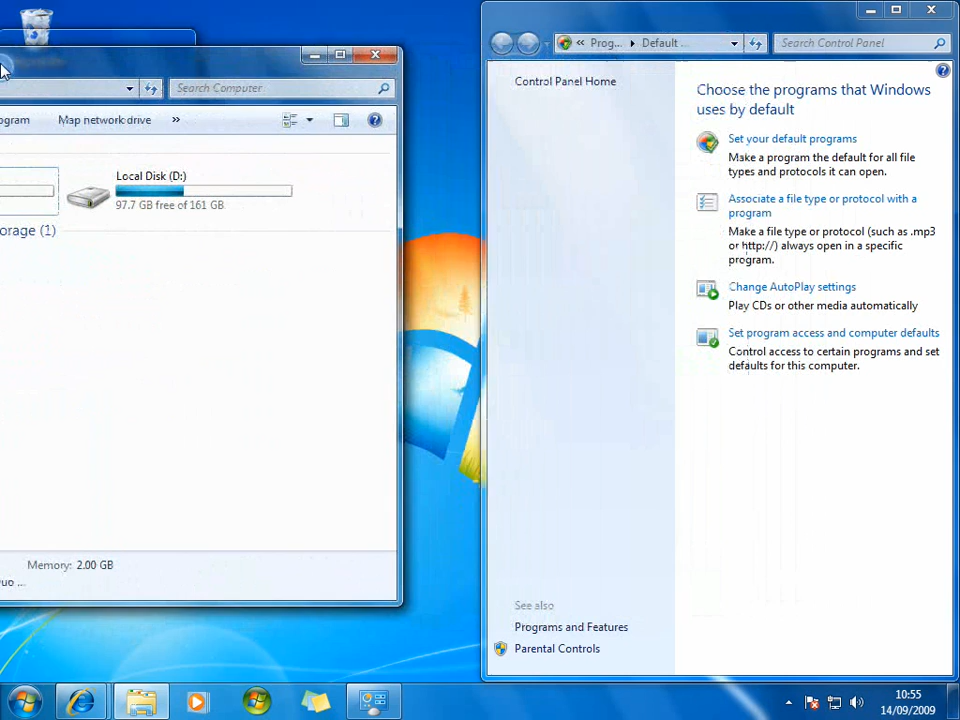 Search Computer
ogram Map network drive »
Local Disk (D:)
97.7 GB free of 161 GB
orage (1)
Memory: 2.00 GB
uo ...
« Prog... Default ... Search Control Panel
Control Panel Home
Choose the programs that Windows
uses by default
Set your default programs
Make a program the default for all file
types and protocols it can open.
Associate a file type or protocol with a
program
Make a file type or protocol (such as .mp3
or http://) always open in a specific
program.
Change AutoPlay settings
Play CDs or other media automatically
Set program access and computer defaults
Control access to certain programs and set
defaults for this computer.
See also
Programs and Features
Parental Controls
10:55
14/09/2009